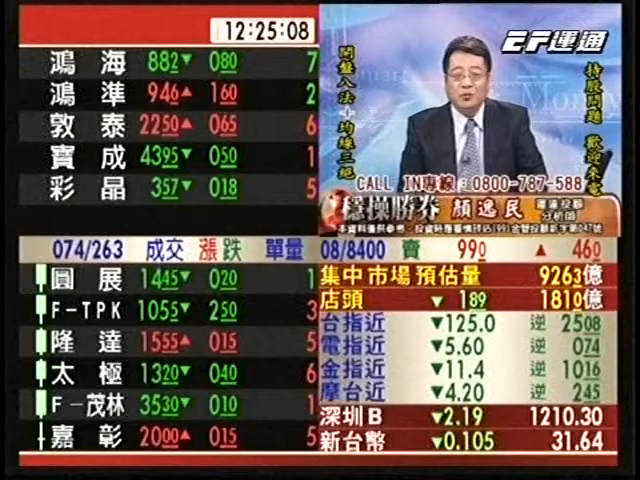 12:25:08
EF運通
開盤八法+均線三絕
持股問題 歡迎來電
鴻海 882▼ 080 7
鴻準 946▲ 160 2
敦泰 2250▲ 065 6
寶成 4395▼ 050 1
彩晶 357▼ 018 5
CALL IN專線:0800-787-588
穩操勝券 顏逸民 分析師
074/263 成交 漲跌 單量
圓展 1445▼ 020 1
F-TPK 1055▼ 250 3
隆達 1555▲ 015 5
太極 1320▼ 040 6
F-茂林 3530▼ 010 1
嘉彰 2000▲ 015 5
08/8400 賣 990 ▲ 460
集中市場預估量 9263億
店頭 ▼ 189 1810億
台指近 ▼125.0 逆 2508
電指近 ▼5.60 逆 074
金指近 ▼11.4 逆 1016
摩台近 ▼4.20 逆 245
深圳B ▼2.19 1210.30
新台幣 ▼0.105 31.64